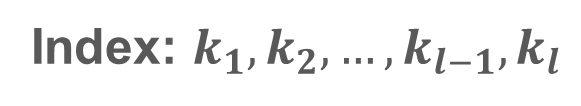 Index: k₁, k₂, … , kₗ₋₁, kₗ